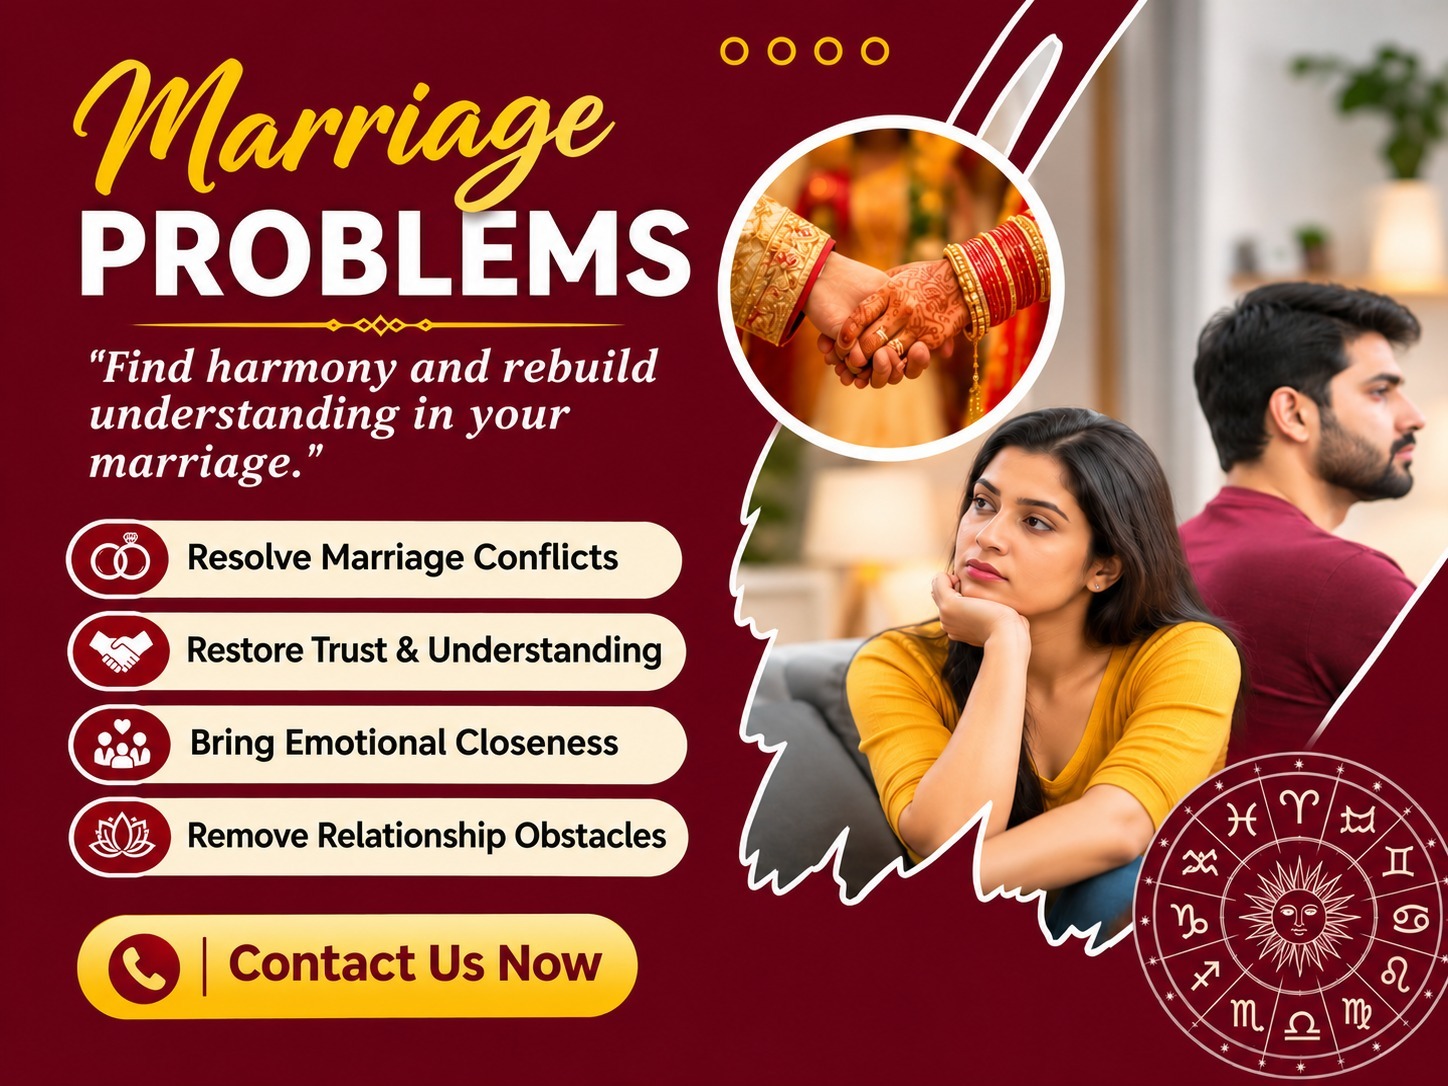 Marriage
PROBLEMS
“Find harmony and rebuild
understanding in your
marriage.”
Resolve Marriage Conflicts
Restore Trust & Understanding
Bring Emotional Closeness
Remove Relationship Obstacles
Contact Us Now